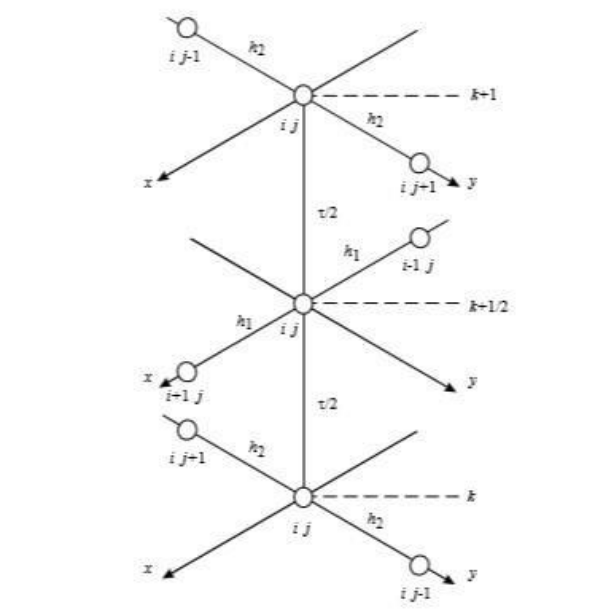 h2
i j-1
k+1
i j
h2
x
i j+1
y
τ/2
h1
i-1 j
k+1/2
h1
i j
x
y
i+1 j
τ/2
h2
i j+1
k
h2
i j
x
y
i j-1